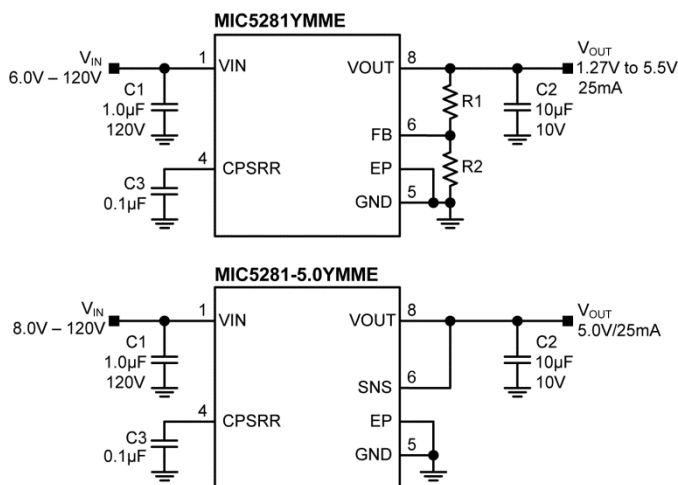 MIC5281YMME
VIN
6.0V – 120V
1
VIN
C1
1.0µF
120V
4
CPSRR
C3
0.1µF
VOUT
8
FB
6
EP
GND
5
R1
R2
C2
10µF
10V
VOUT
1.27V to 5.5V
25mA
MIC5281-5.0YMME
VIN
8.0V – 120V
1
VIN
C1
1.0µF
120V
4
CPSRR
C3
0.1µF
VOUT
8
SNS
6
EP
GND
5
C2
10µF
10V
VOUT
5.0V/25mA